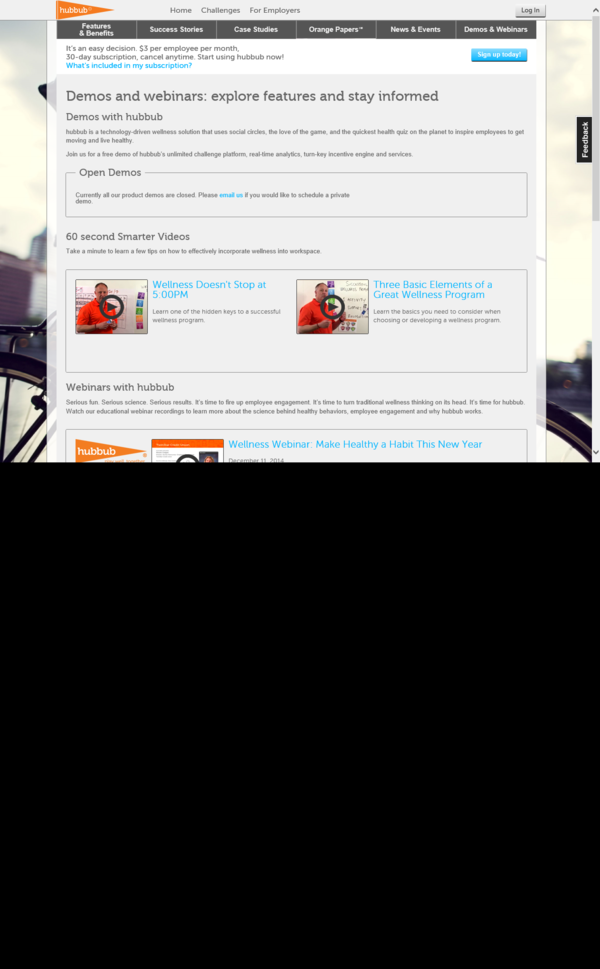 hubbub
Home
Challenges
For Employers
Log In
Features
& Benefits
Success Stories
Case Studies
Orange Papers™
News & Events
Demos & Webinars
It's an easy decision. $3 per employee per month,
30-day subscription, cancel anytime. Start using hubbub now!
What's included in my subscription?
Sign up today!
Feedback
Demos and webinars: explore features and stay informed
Demos with hubbub
hubbub is a technology-driven wellness solution that uses social circles, the love of the game, and the quickest health quiz on the planet to inspire employees to get
moving and live healthy.
Join us for a free demo of hubbub's unlimited challenge platform, real-time analytics, turn-key incentive engine and services.
Open Demos
Currently all our product demos are closed. Please email us if you would like to schedule a private
demo.
60 second Smarter Videos
Take a minute to learn a few tips on how to effectively incorporate wellness into workspace.
Wellness Doesn't Stop at
5:00PM
Learn one of the hidden keys to a successful
wellness program.
Three Basic Elements of a
Great Wellness Program
Learn the basics you need to consider when
choosing or developing a wellness program.
Webinars with hubbub
Serious fun. Serious science. Serious results. It's time to fire up employee engagement. It's time to turn traditional wellness thinking on its head. It's time for hubbub.
Watch our educational webinar recordings to learn more about the science behind healthy behaviors, employee engagement and why hubbub works.
hubbub
Wellness Webinar: Make Healthy a Habit This New Year
December 11, 2014